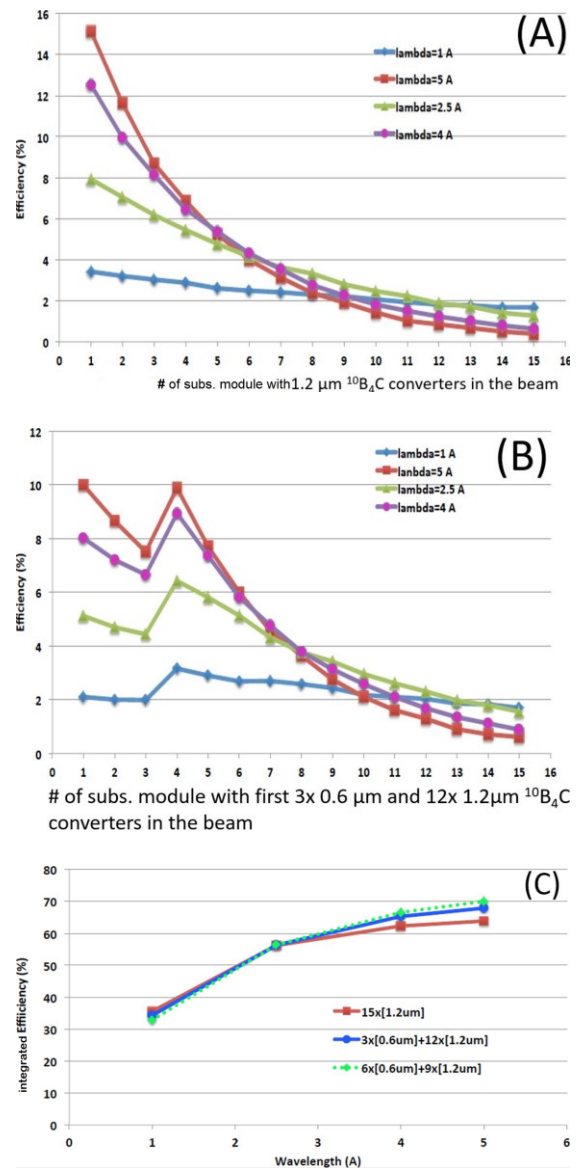 (A)
16
14
12
10
8
6
4
2
0
Efficiency (%)
lambda=1 A
lambda=5 A
lambda=2.5 A
lambda=4 A
0 1 2 3 4 5 6 7 8 9 10 11 12 13 14 15 16
# of subs. module with 1.2 µm ¹⁰B₄C converters in the beam
(B)
12
10
8
6
4
2
0
Efficiency (%)
lambda=1 A
lanbda=5 A
lambda=2.5 A
lambda=4 A
0 1 2 3 4 5 6 7 8 9 10 11 12 13 14 15 16
# of subs. module with first 3x 0.6 µm and 12x 1.2µm ¹⁰B₄C
converters in the beam
(C)
80
70
60
50
40
30
20
10
0
integrated Effiiciency (%)
15x[1.2um]
3x[0.6um]+12x[1.2um]
6x[0.6um]+9x[1.2um]
0 1 2 3 4 5 6
Wavelength (A)